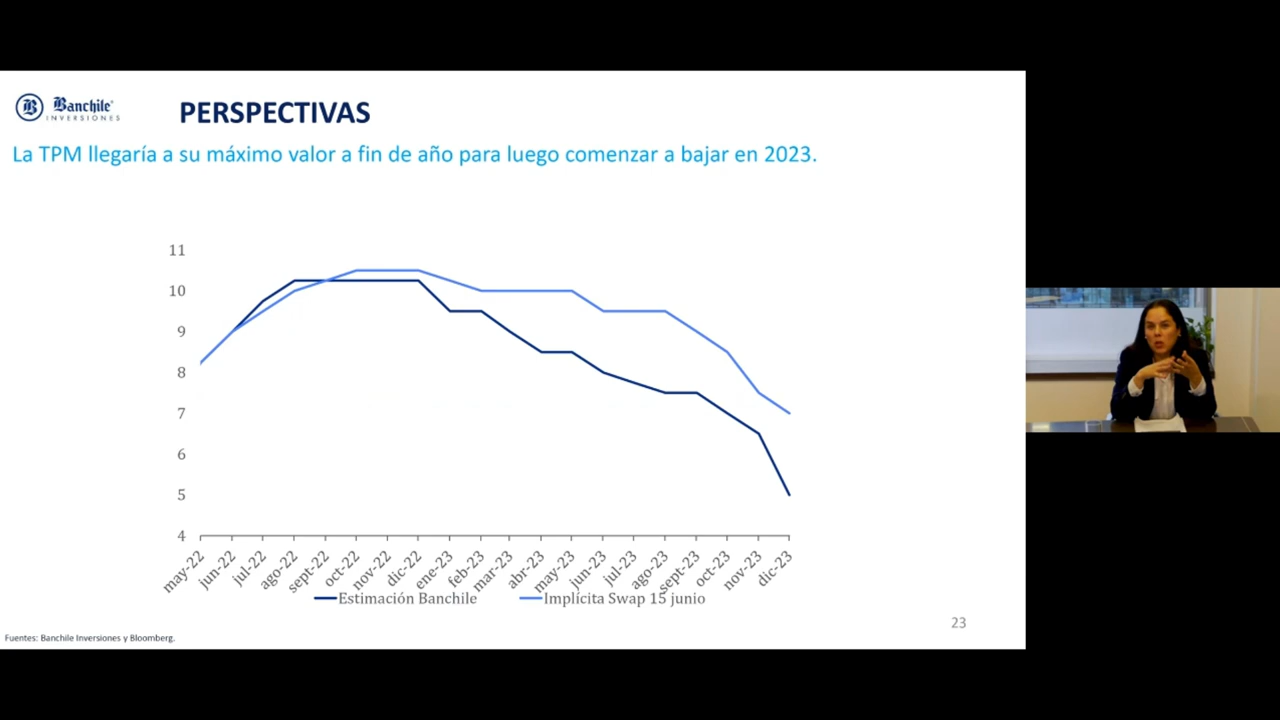 Banchile
INVERSIONES
PERSPECTIVAS
La TPM llegaría a su máximo valor a fin de año para luego comenzar a bajar en 2023.
11
10
9
8
7
6
5
4
may-22 jun-22 jul-22 ago-22 sept-22 oct-22 nov-22 dic-22 ene-23 feb-23 mar-23 abr-23 may-23 jun-23 jul-23 ago-23 sept-23 oct-23 nov-23 dic-23
Estimación Banchile Implícita Swap 15 junio
23
Fuentes: Banchile Inversiones y Bloomberg.